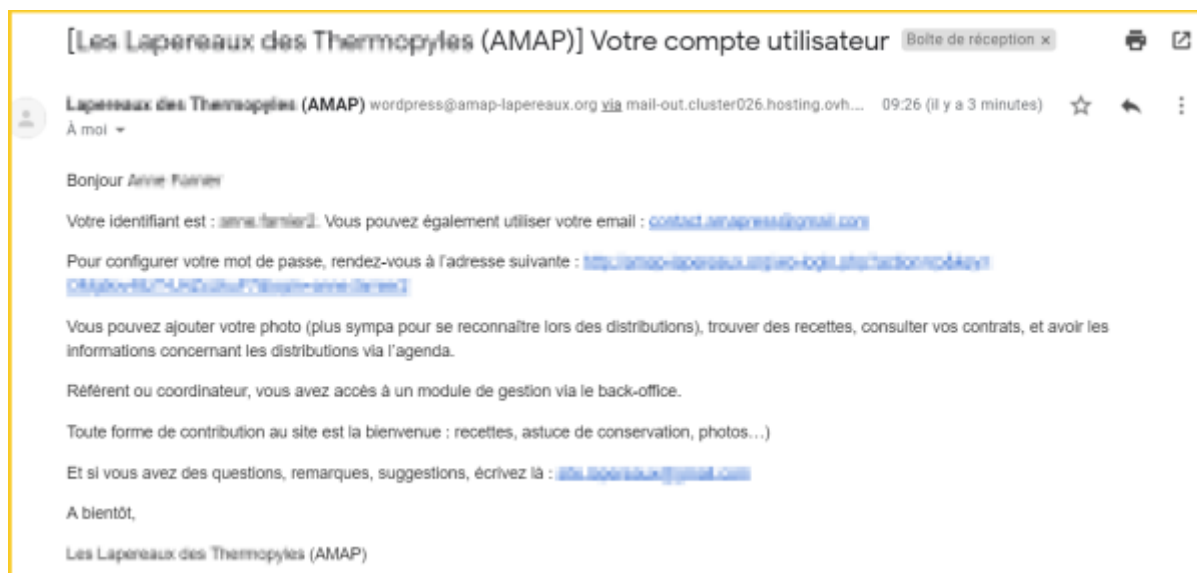 [Les Lapereaux des Thermopyles (AMAP)] Votre compte utilisateur Boîte de réception ×
Lapereaux des Thermopyles (AMAP) wordpress@amap-lapereaux.org via mail-out.cluster026.hosting.ovh.... 09:26 (il y a 3 minutes)
À moi
Bonjour
Votre identifiant est : Vous pouvez également utiliser votre email : contact.amapress@gmail.com
Pour configurer votre mot de passe, rendez-vous à l'adresse suivante :
Vous pouvez ajouter votre photo (plus sympa pour se reconnaître lors des distributions), trouver des recettes, consulter vos contrats, et avoir les
informations concernant les distributions via l'agenda.
Référent ou coordinateur, vous avez accès à un module de gestion via le back-office.
Toute forme de contribution au site est la bienvenue : recettes, astuce de conservation, photos…)
Et si vous avez des questions, remarques, suggestions, écrivez là :
A bientôt,
Les Lapereaux des Thermopyles (AMAP)